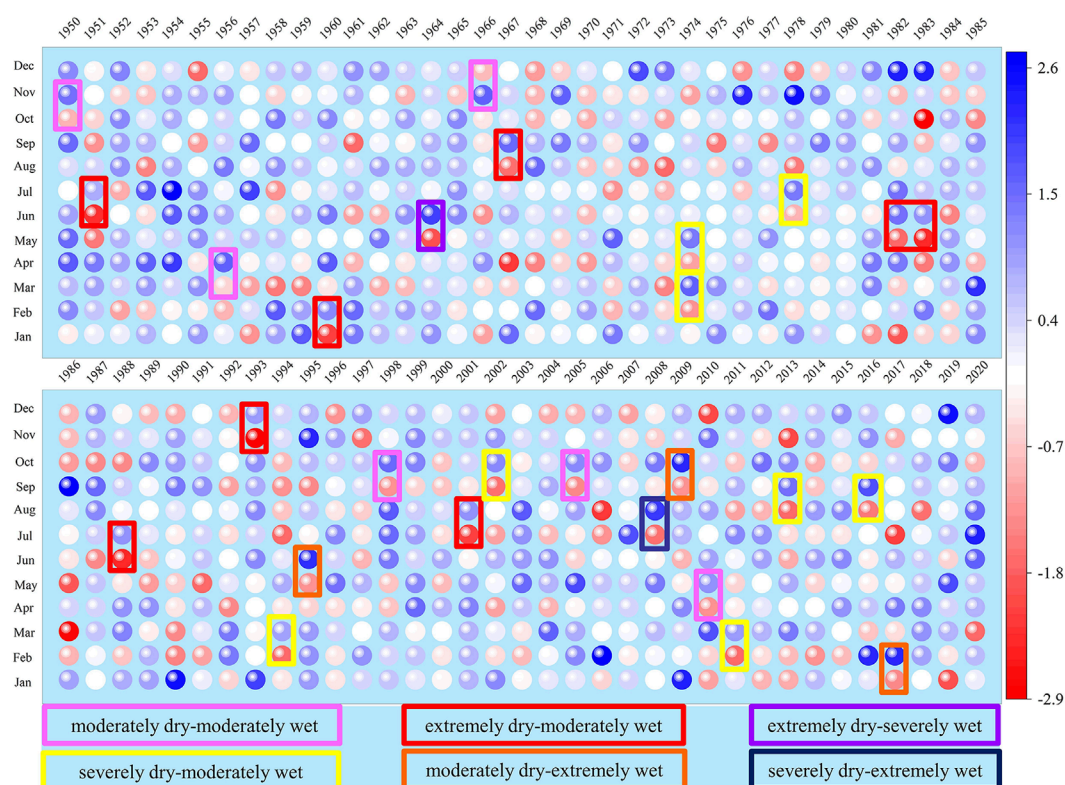 1950 1951 1952 1953 1954 1955 1956 1957 1958 1959 1960 1961 1962 1963 1964 1965 1966 1967 1968 1969 1970 1971 1972 1973 1974 1975 1976 1977 1978 1979 1980 1981 1982 1983 1984 1985
Dec
Nov
Oct
Sep
Aug
Jul
Jun
May
Apr
Mar
Feb
Jan
1986 1987 1988 1989 1990 1991 1992 1993 1994 1995 1996 1997 1998 1999 2000 2001 2002 2003 2004 2005 2006 2007 2008 2009 2010 2011 2012 2013 2014 2015 2016 2017 2018 2019 2020
Dec
Nov
Oct
Sep
Aug
Jul
Jun
May
Apr
Mar
Feb
Jan
2.6
1.5
0.4
-0.7
-1.8
-2.9
moderately dry-moderately wet
extremely dry-moderately wet
extremely dry-severely wet
severely dry-moderately wet
moderately dry-extremely wet
severely dry-extremely wet